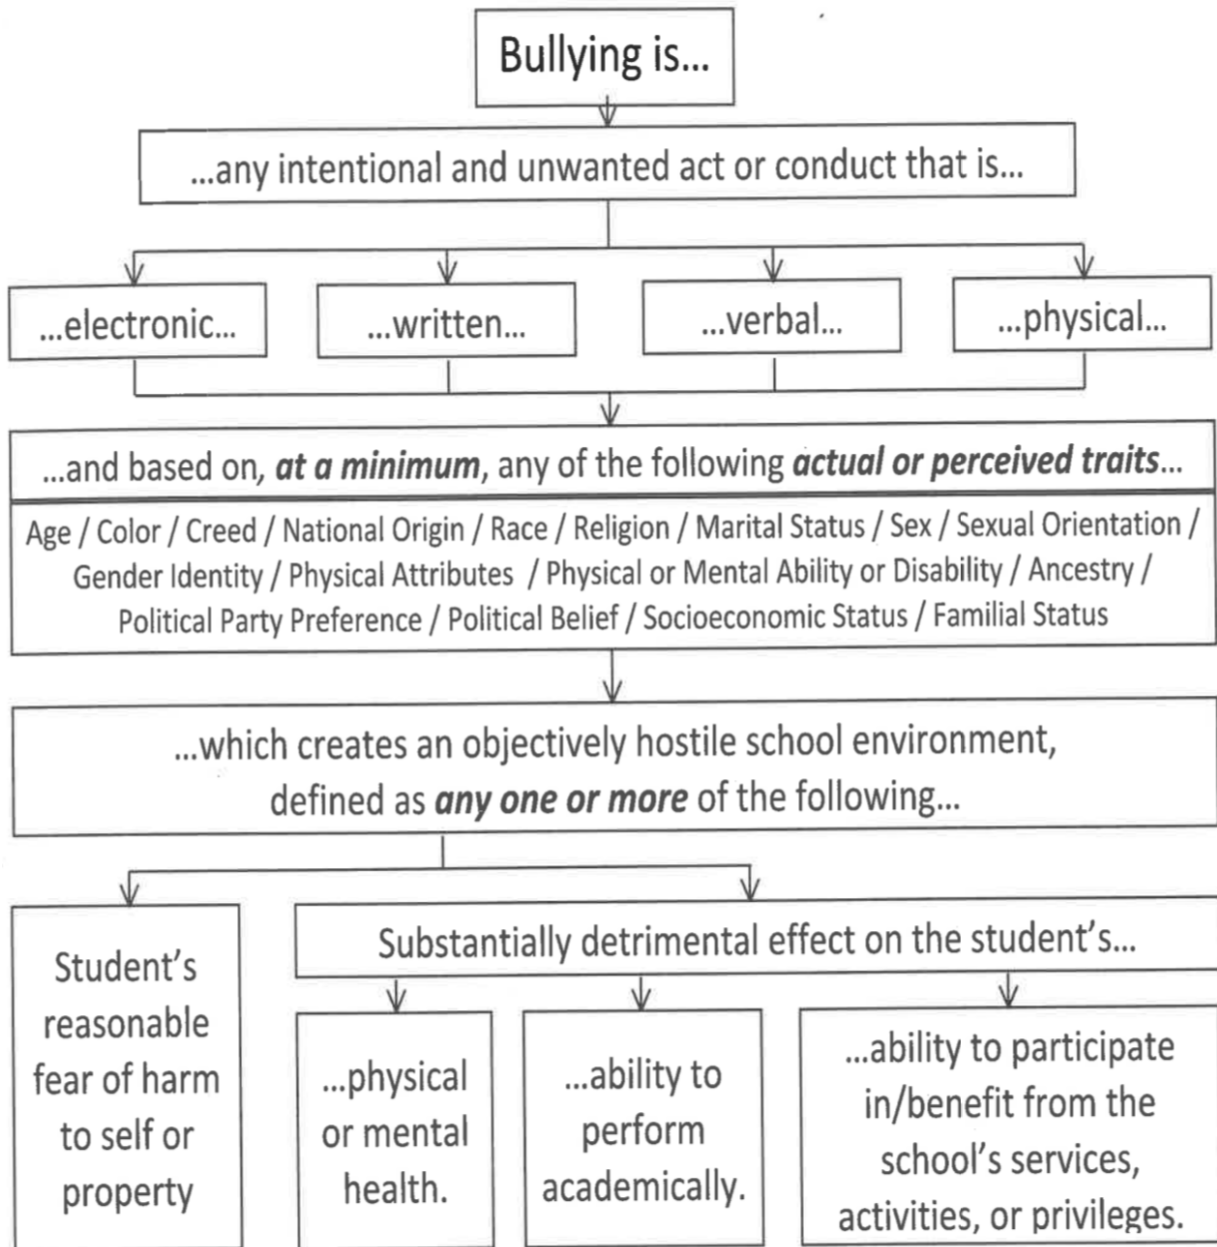 Bullying is...
...any intentional and unwanted act or conduct that is...
...electronic...
...written...
...verbal...
...physical...
...and based on, at a minimum, any of the following actual or perceived traits...
Age / Color / Creed / National Origin / Race / Religion / Marital Status / Sex / Sexual Orientation /
Gender Identity / Physical Attributes / Physical or Mental Ability or Disability / Ancestry /
Political Party Preference / Political Belief / Socioeconomic Status / Familial Status
...which creates an objectively hostile school environment,
defined as any one or more of the following...
Student's
reasonable
fear of harm
to self or
property
Substantially detrimental effect on the student's...
...physical
or mental
health.
...ability to
perform
academically.
...ability to participate
in/benefit from the
school's services,
activities, or privileges.